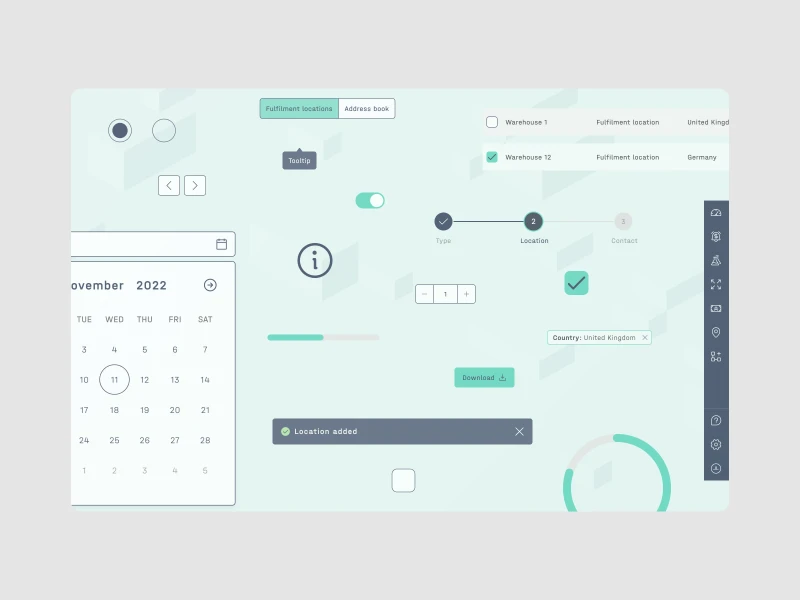 Fulfilment locations Address book
Warehouse 1 Fulfilment location United Kingd
Tooltip
Warehouse 12 Fulfilment location Germany
2 3
Type Location Contact
ovember 2022
− 1 +
TUE WED THU FRI SAT
3 4 5 6 7
10 11 12 13 14
17 18 19 20 21
24 25 26 27 28
1 2 3 4 5
Country: United Kingdom
Download
Location added